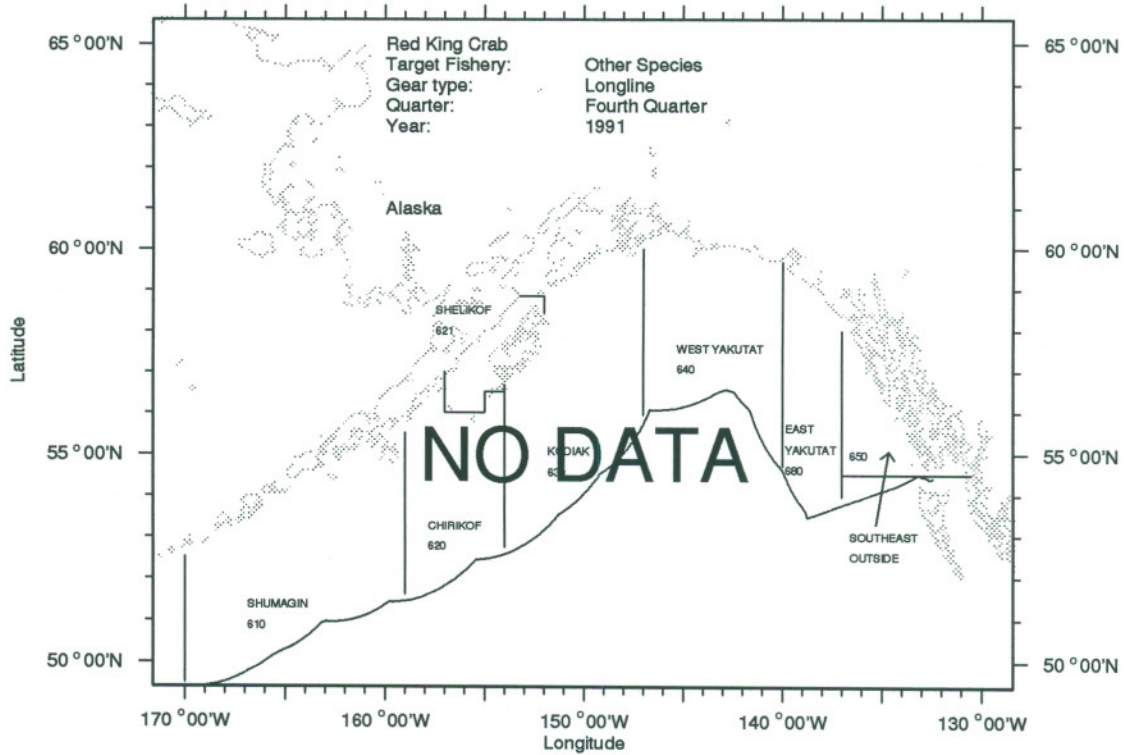 65 °00'N
65 °00'N
Red King Crab
Target Fishery: Other Species
Gear type: Longline
Quarter: Fourth Quarter
Year: 1991
Alaska
60 °00'N
60 °00'N
SHELIKOF
621
WEST YAKUTAT
640
Latitude
NO DATA
KODIAK
EAST
YAKUTAT
680
650
55 °00'N
55 °00'N
CHIRIKOF
620
SOUTHEAST
OUTSIDE
SHUMAGIN
610
50 °00'N
50 °00'N
170 °00'W
160 °00'W
150 °00'W
140 °00'W
130 °00'W
Longitude